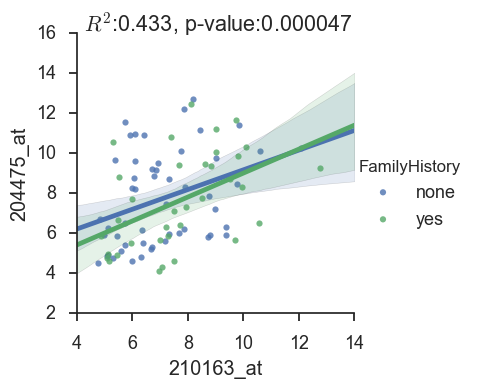 R²:0.433, p-value:0.000047
16
14
12
10
8
6
4
2
204475_at
4 6 8 10 12 14
210163_at
FamilyHistory
none
yes